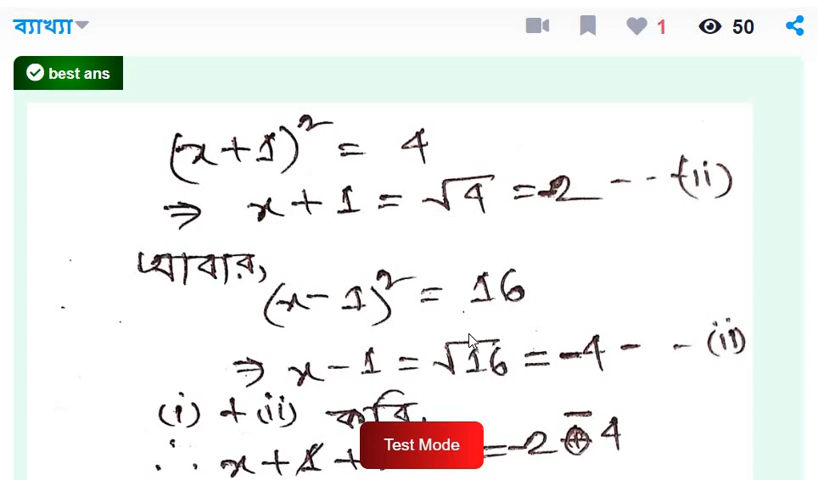 ব্যাখ্যা
1
50
best ans
(x+1)² = 4
⇒ x + 1 = √4 = -2 - - (ii)
আবার,
(x-1)² = 16
⇒ x - 1 = √16 = -4 - - (ii)
(i) + (ii) করি,
∴ x + 1 + = -2 - 4
Test Mode